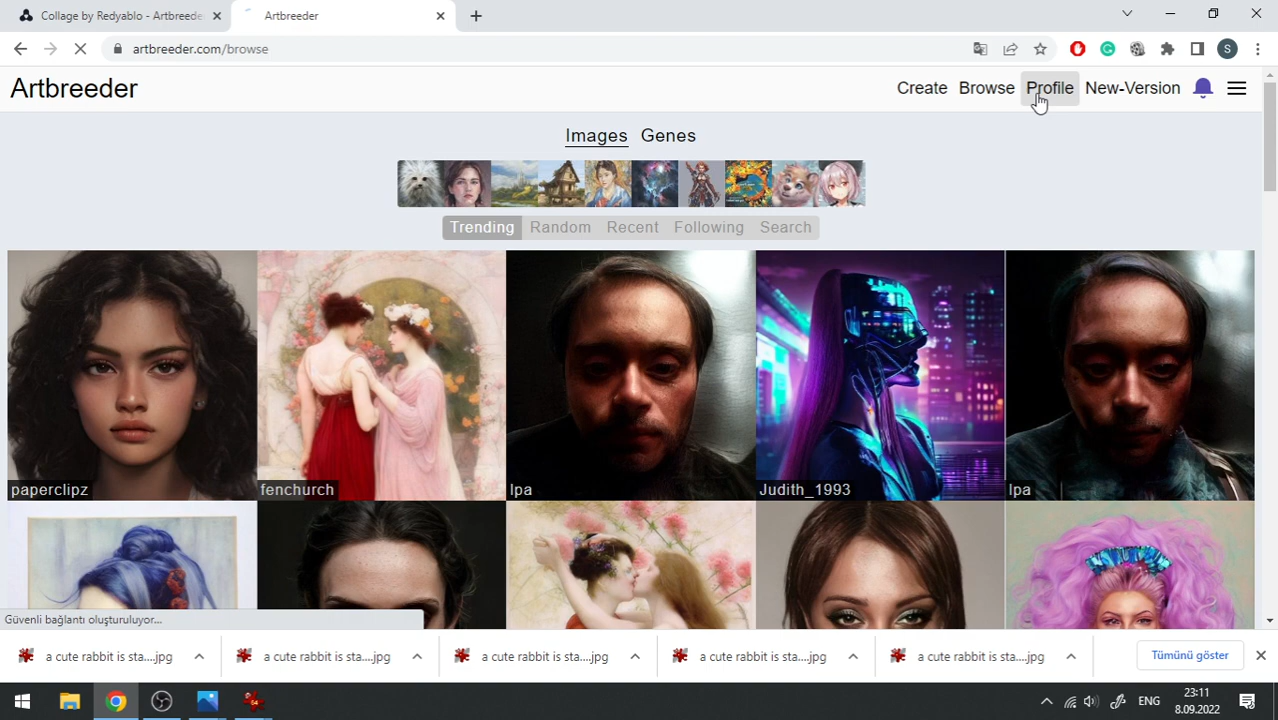 Collage by Redyablo - Artbreede
Artbreeder
artbreeder.com/browse
S
Artbreeder
Create Browse Profile New-Version
Images Genes
Trending Random Recent Following Search
paperclipz
fenchurch
lpa
Judith_1993
lpa
Güvenli bağlantı oluşturuluyor...
a cute rabbit is sta....jpg
a cute rabbit is sta....jpg
a cute rabbit is sta....jpg
a cute rabbit is sta....jpg
a cute rabbit is sta....jpg
Tümünü göster
64
ENG
23:11
8.09.2022